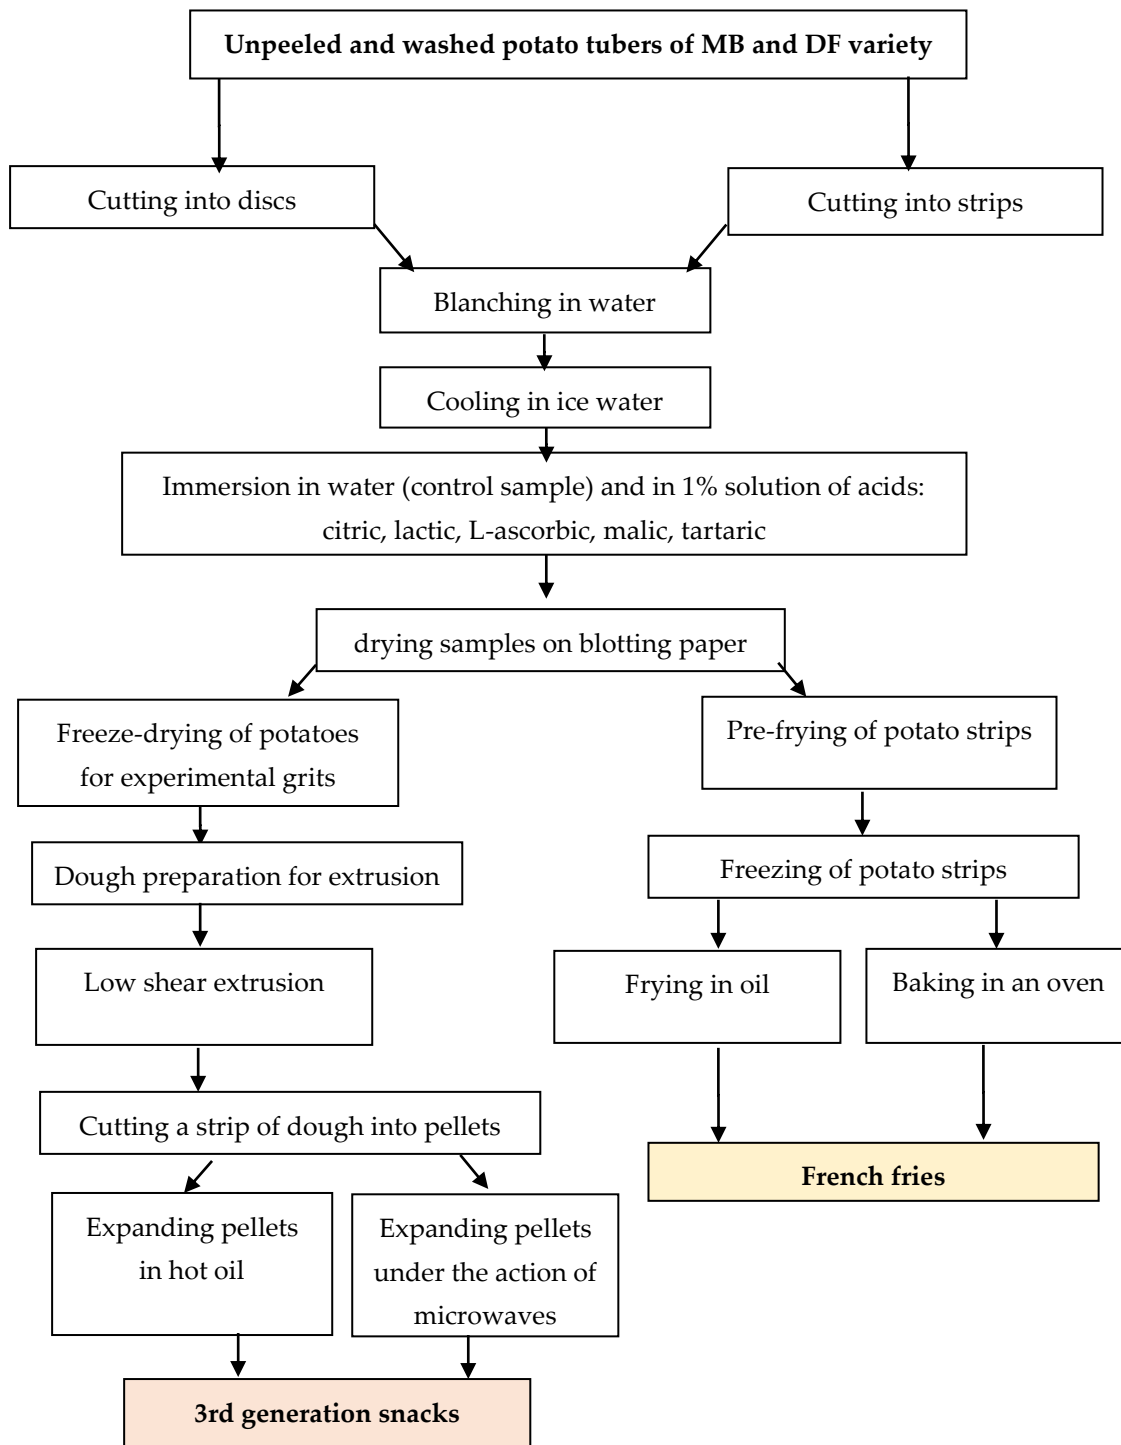 Unpeeled and washed potato tubers of MB and DF variety
Cutting into discs
Cutting into strips
Blanching in water
Cooling in ice water
Immersion in water (control sample) and in 1% solution of acids:
citric, lactic, L-ascorbic, malic, tartaric
drying samples on blotting paper
Freeze-drying of potatoes
for experimental grits
Pre-frying of potato strips
Dough preparation for extrusion
Freezing of potato strips
Low shear extrusion
Frying in oil
Baking in an oven
Cutting a strip of dough into pellets
French fries
Expanding pellets
in hot oil
Expanding pellets
under the action of
microwaves
3rd generation snacks